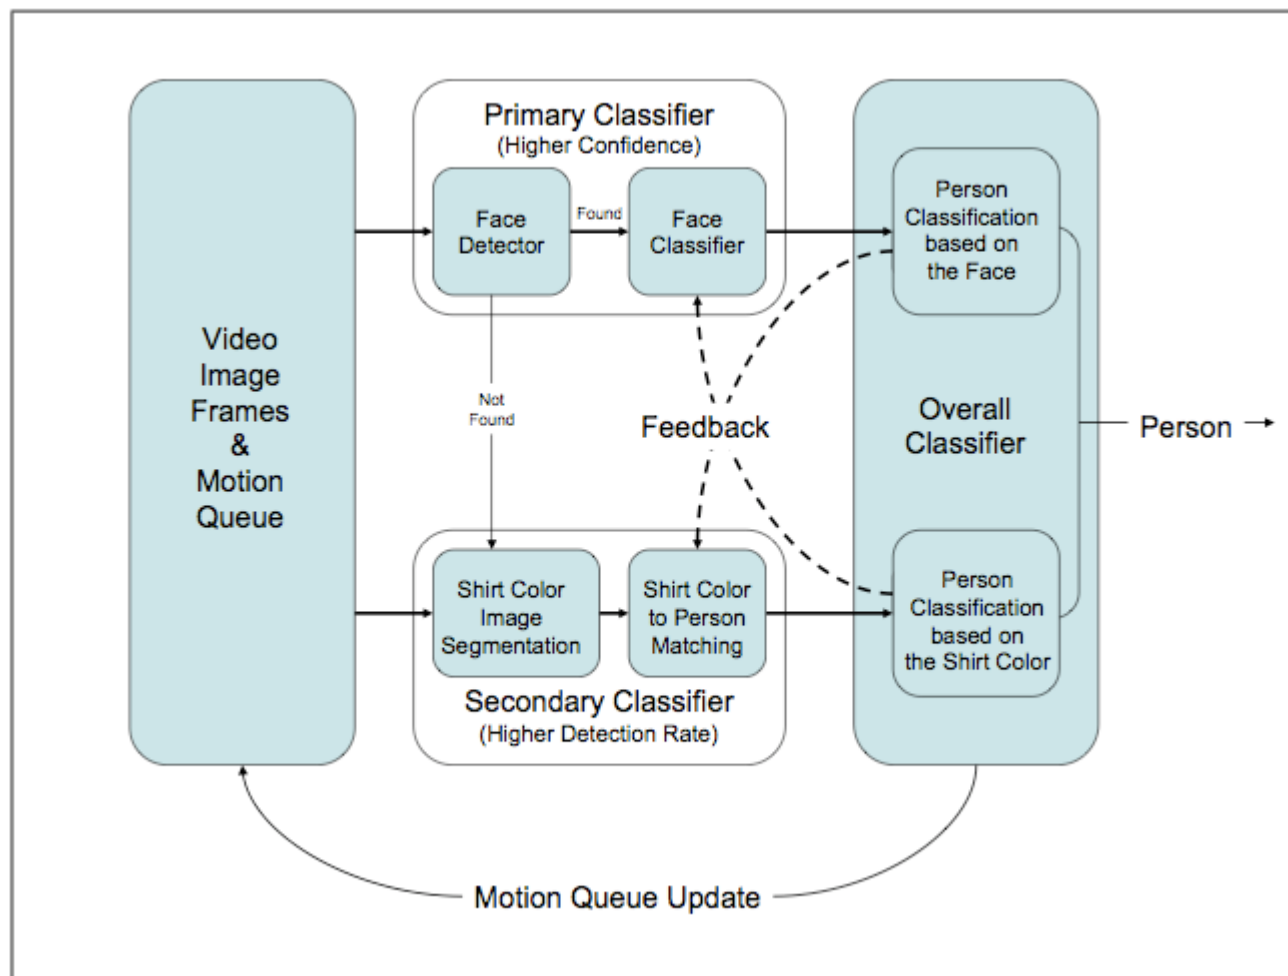 Primary Classifier
(Higher Confidence)
Face
Detector
Found
Face
Classifier
Person
Classification
based on
the Face
Video
Image
Frames
&
Motion
Queue
Not
Found
Feedback
Overall
Classifier
Person
Shirt Color
Image
Segmentation
Shirt Color
to Person
Matching
Person
Classification
based on
the Shirt Color
Secondary Classifier
(Higher Detection Rate)
Motion Queue Update